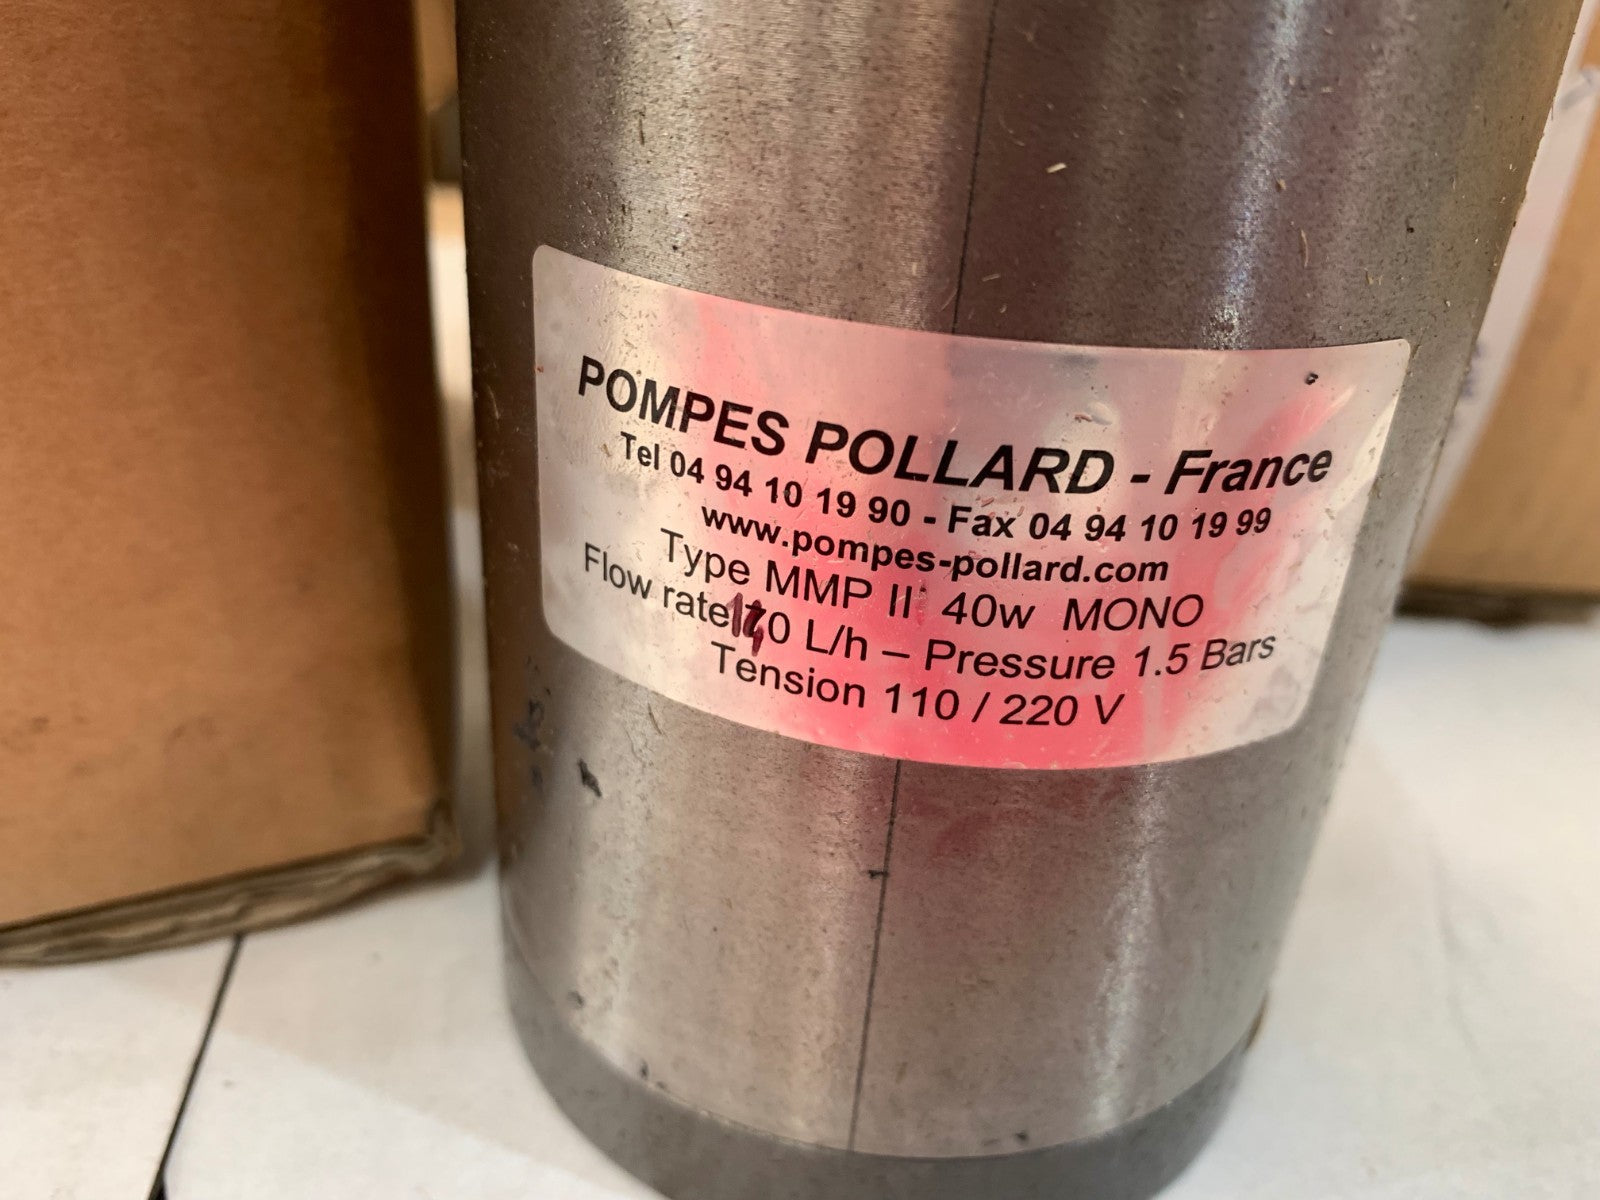 POMPES POLLARD - France
Tel 04 94 10 19 90 - Fax 04 94 10 19 99
www.pompes-pollard.com
Type MMP II 40w MONO
Flow rate 140 L/h – Pressure 1.5 Bars
Tension 110 / 220 V